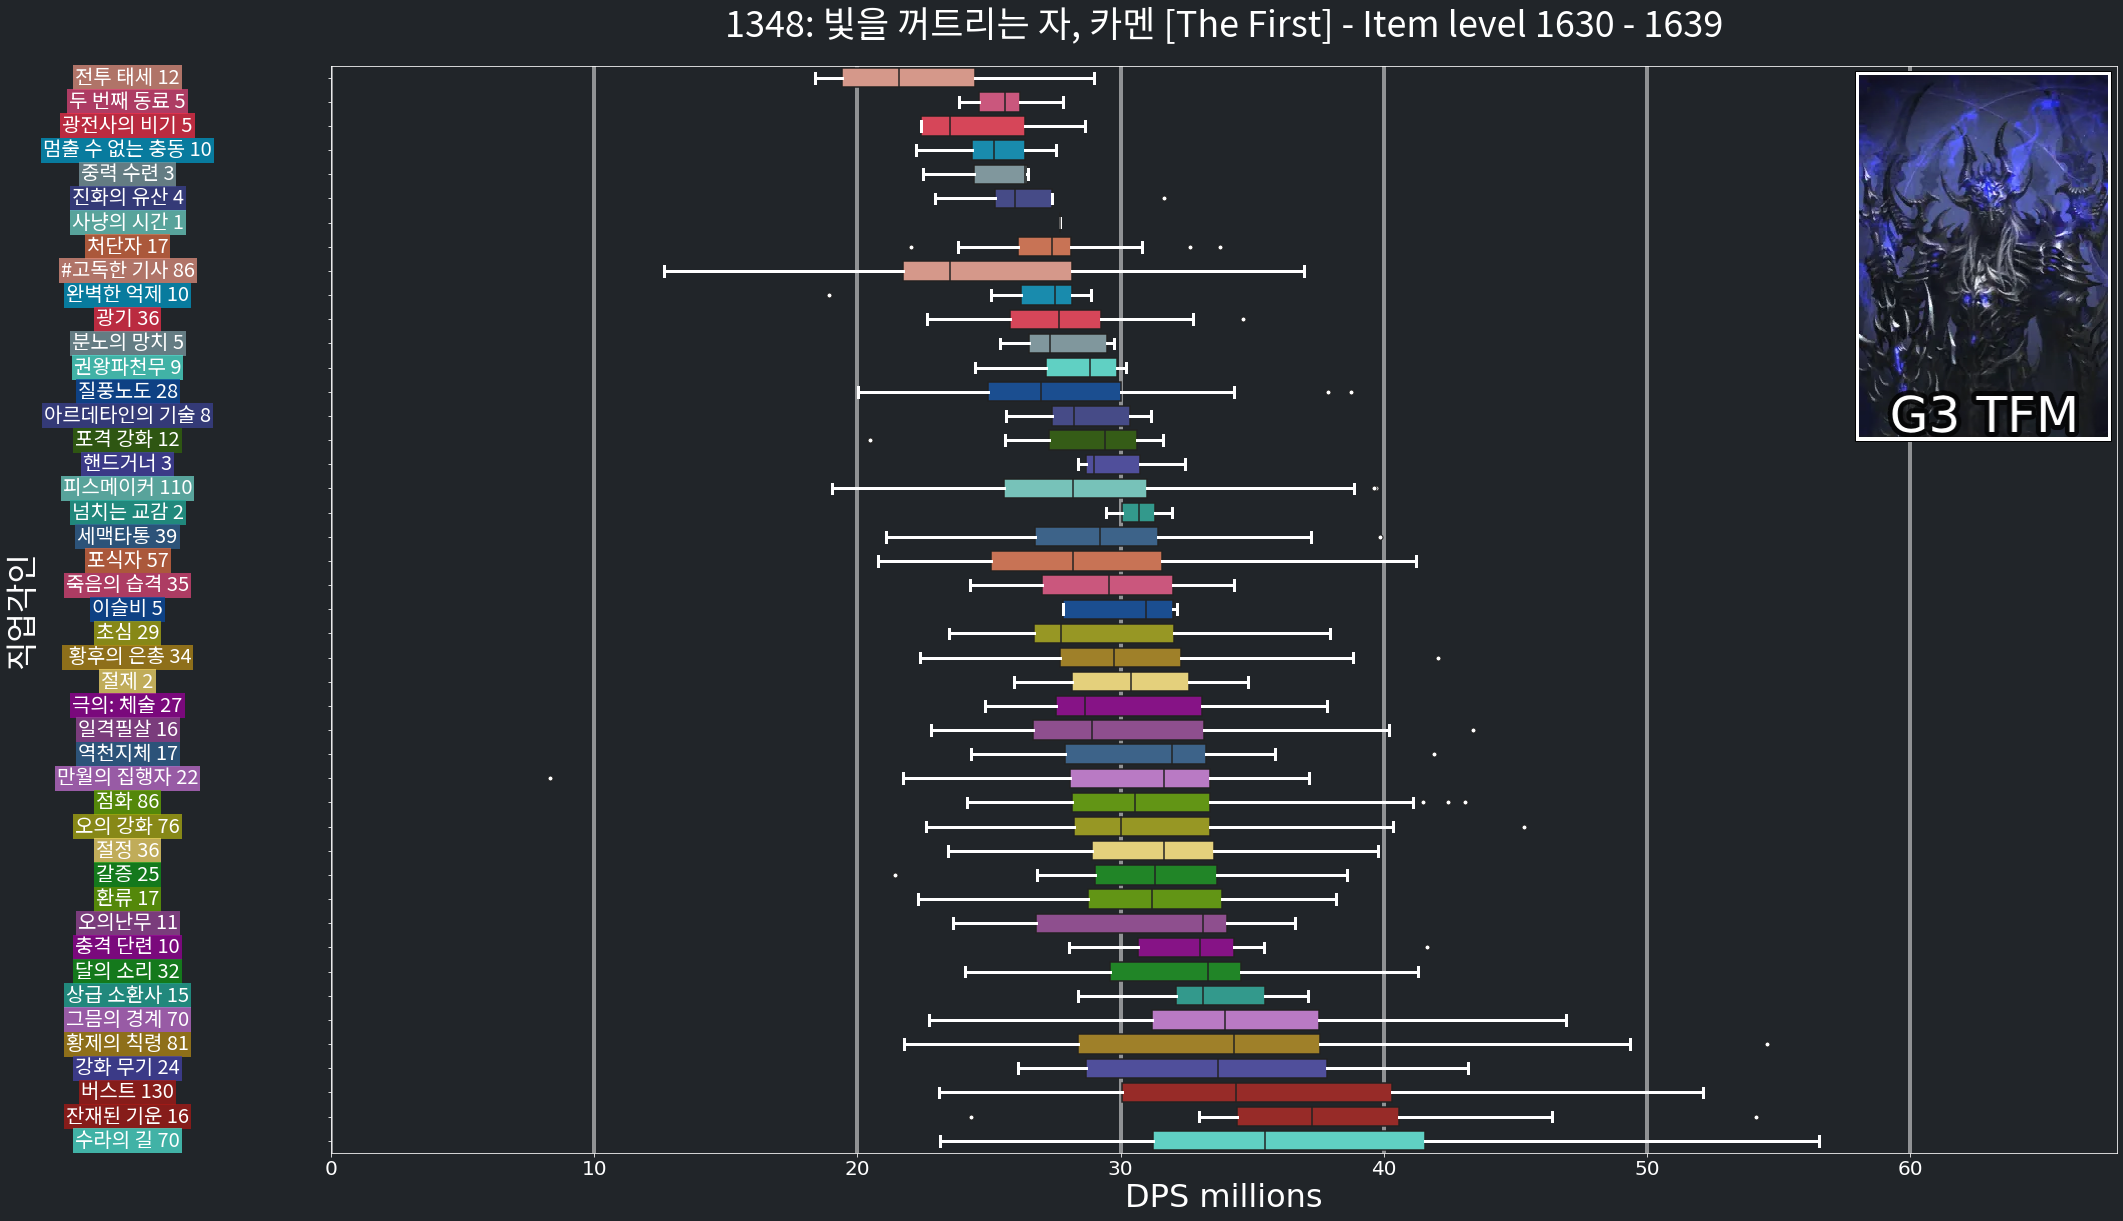 1348: 빛을 꺼트리는 자, 카멘 [The First] - Item level 1630 - 1639
전투 태세 12
두 번째 동료 5
광전사의 비기 5
멈출 수 없는 충동 10
중력 수련 3
진화의 유산 4
사냥의 시간 1
처단자 17
#고독한 기사 86
완벽한 억제 10
광기 36
분노의 망치 5
권왕파천무 9
질풍노도 28
아르데타인의 기술 8
포격 강화 12
핸드거너 3
피스메이커 110
넘치는 교감 2
세맥타통 39
포식자 57
죽음의 습격 35
이슬비 5
초심 29
황후의 은총 34
절제 2
극의: 체술 27
일격필살 16
역천지체 17
만월의 집행자 22
점화 86
오의 강화 76
절정 36
갈증 25
환류 17
오의난무 11
충격 단련 10
달의 소리 32
상급 소환사 15
그믐의 경계 70
황제의 칙령 81
강화 무기 24
버스트 130
잔재된 기운 16
수라의 길 70
직업각인
G3 TFM
0 10 20 30 40 50 60
DPS millions